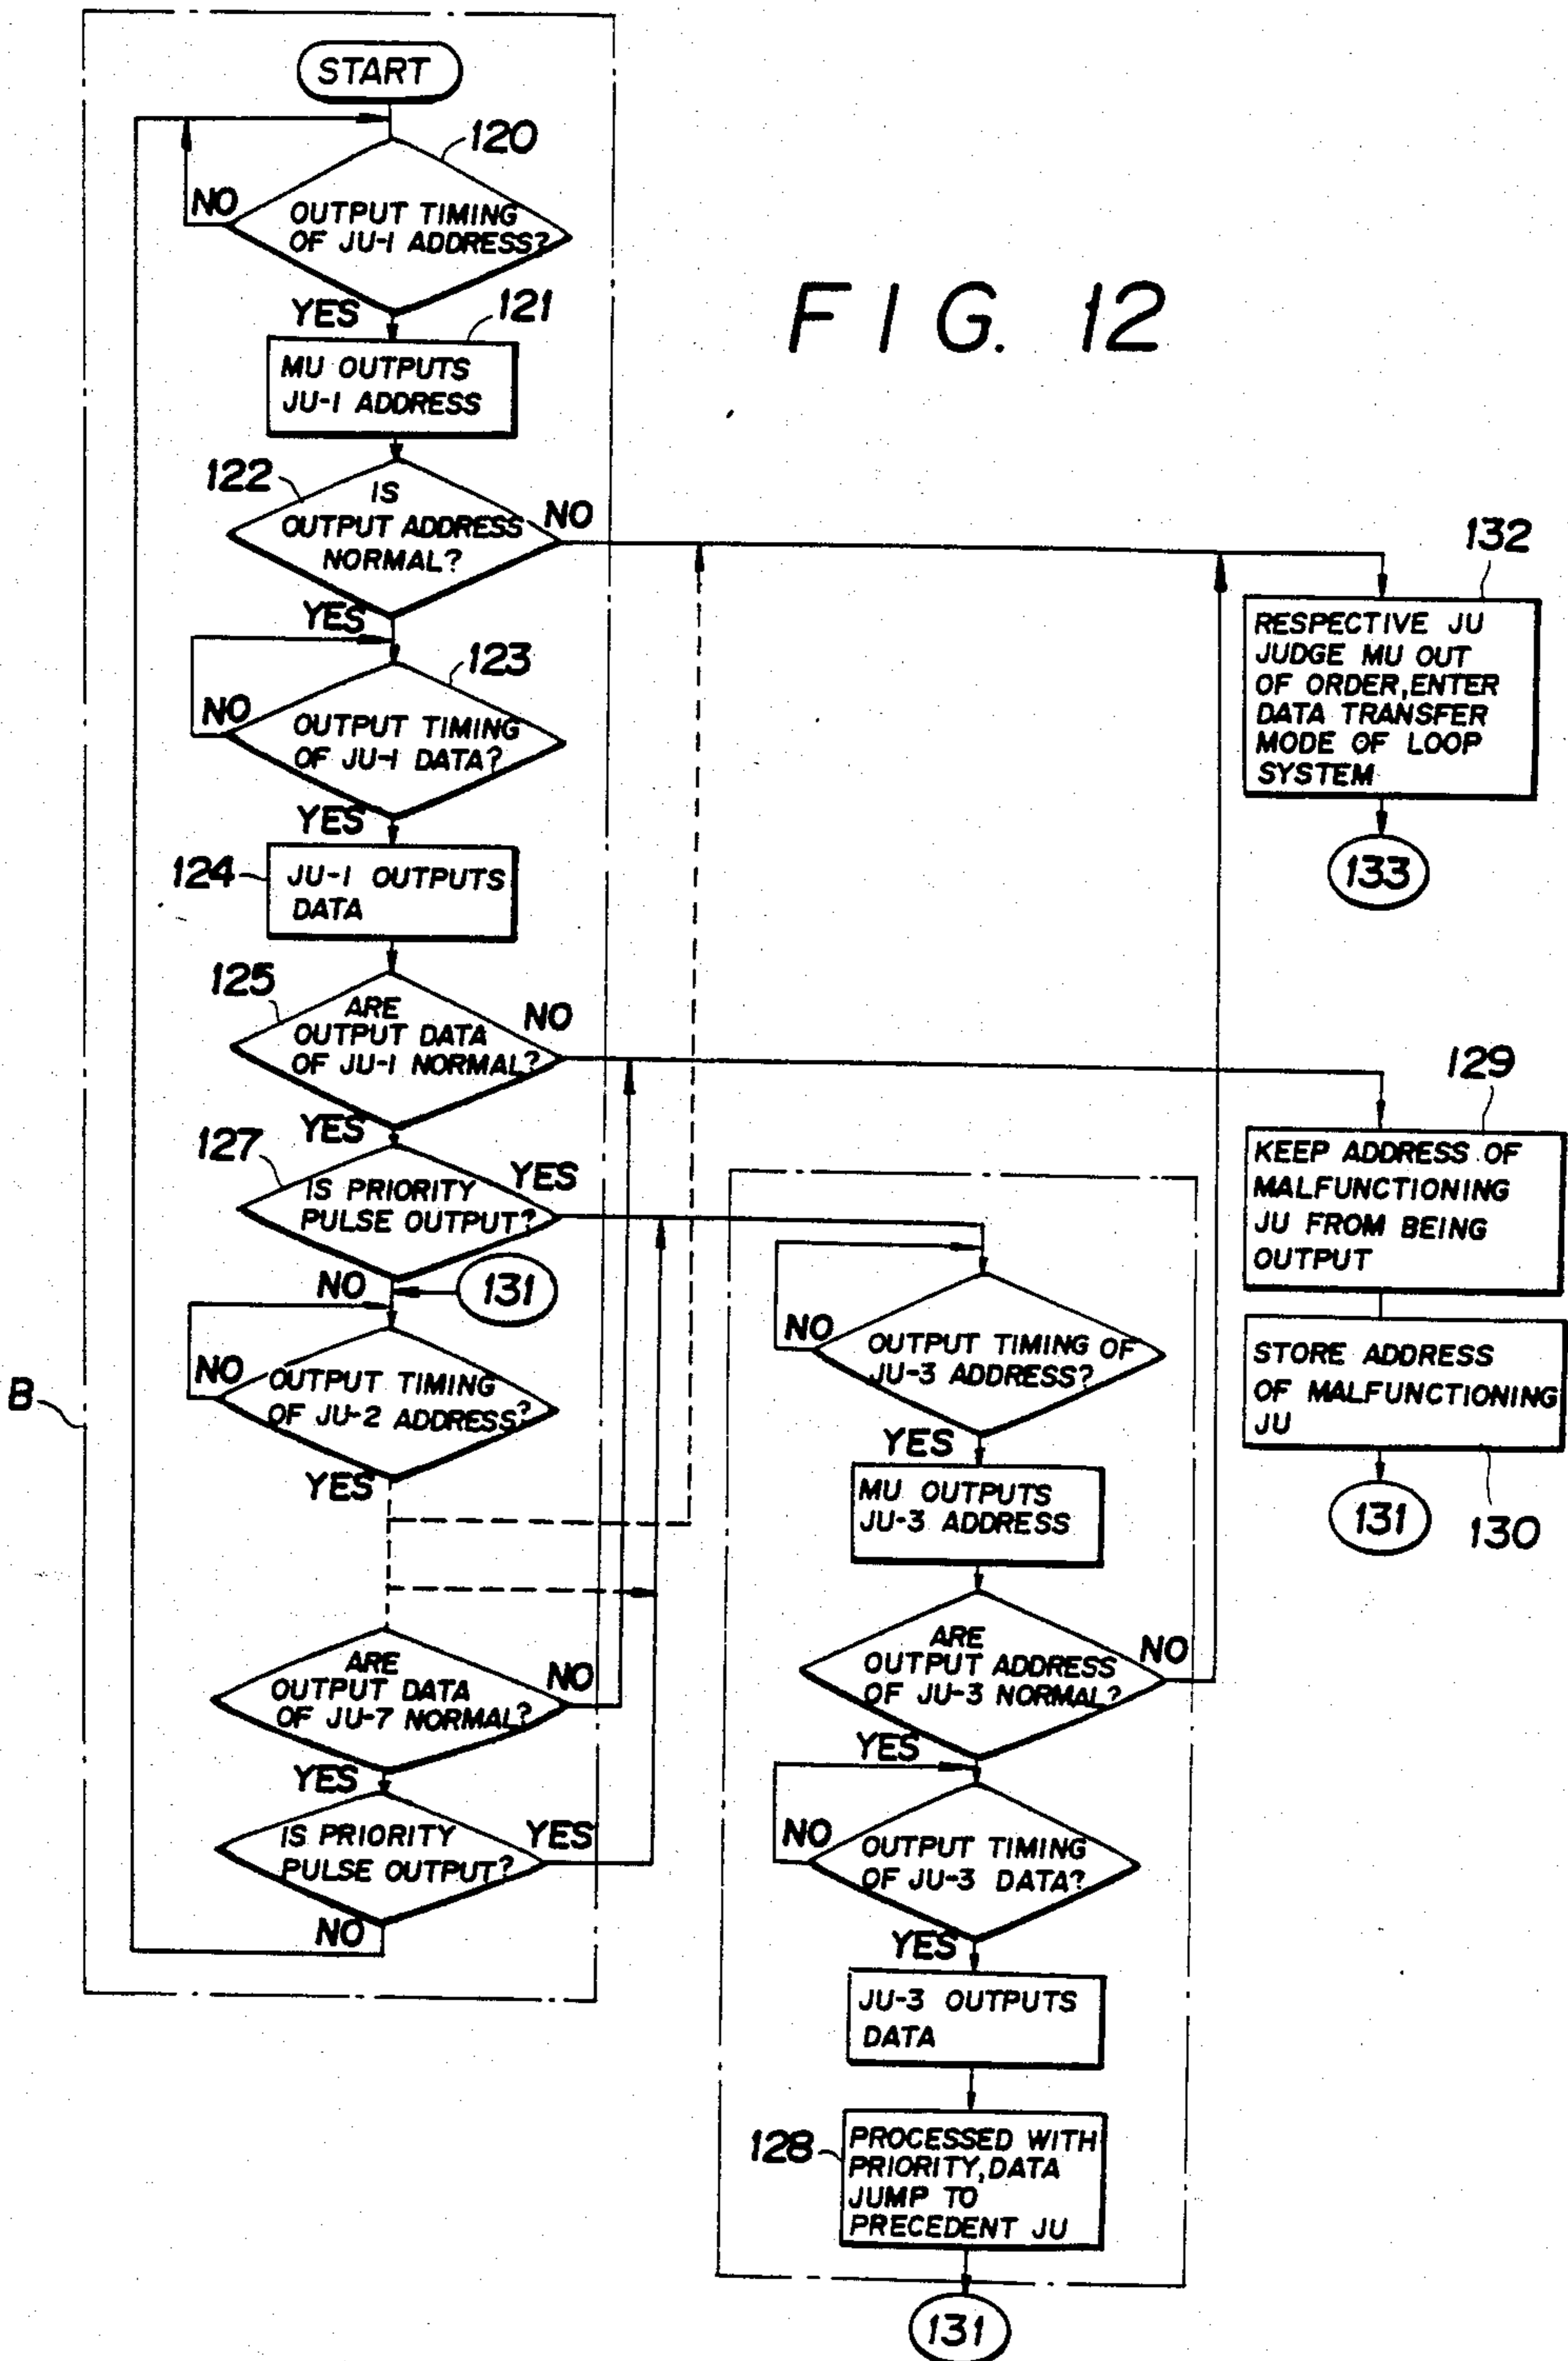 START
120
NO
OUTPUT TIMING
OF JU-1 ADDRESS?
YES
121
MU OUTPUTS
JU-1 ADDRESS
122
IS
OUTPUT ADDRESS
NORMAL?
NO
YES
123
NO
OUTPUT TIMING
OF JU-1 DATA?
YES
124
JU-1 OUTPUTS
DATA
125
ARE
OUTPUT DATA
OF JU-1 NORMAL?
NO
YES
127
IS PRIORITY
PULSE OUTPUT?
YES
NO
131
NO
OUTPUT TIMING
OF JU-2 ADDRESS?
YES
B
ARE
OUTPUT DATA
OF JU-7 NORMAL?
NO
YES
IS PRIORITY
PULSE OUTPUT?
YES
NO
FIG. 12
NO
OUTPUT TIMING OF
JU-3 ADDRESS?
YES
MU OUTPUTS
JU-3 ADDRESS
ARE
OUTPUT ADDRESS
OF JU-3 NORMAL?
NO
YES
NO
OUTPUT TIMING
OF JU-3 DATA?
YES
JU-3 OUTPUTS
DATA
128
PROCESSED WITH
PRIORITY, DATA
JUMP TO
PRECEDENT JU
131
132
RESPECTIVE JU
JUDGE MU OUT
OF ORDER, ENTER
DATA TRANSFER
MODE OF LOOP
SYSTEM
133
129
KEEP ADDRESS OF
MALFUNCTIONING
JU FROM BEING
OUTPUT
STORE ADDRESS
OF MALFUNCTIONING
JU
131
130